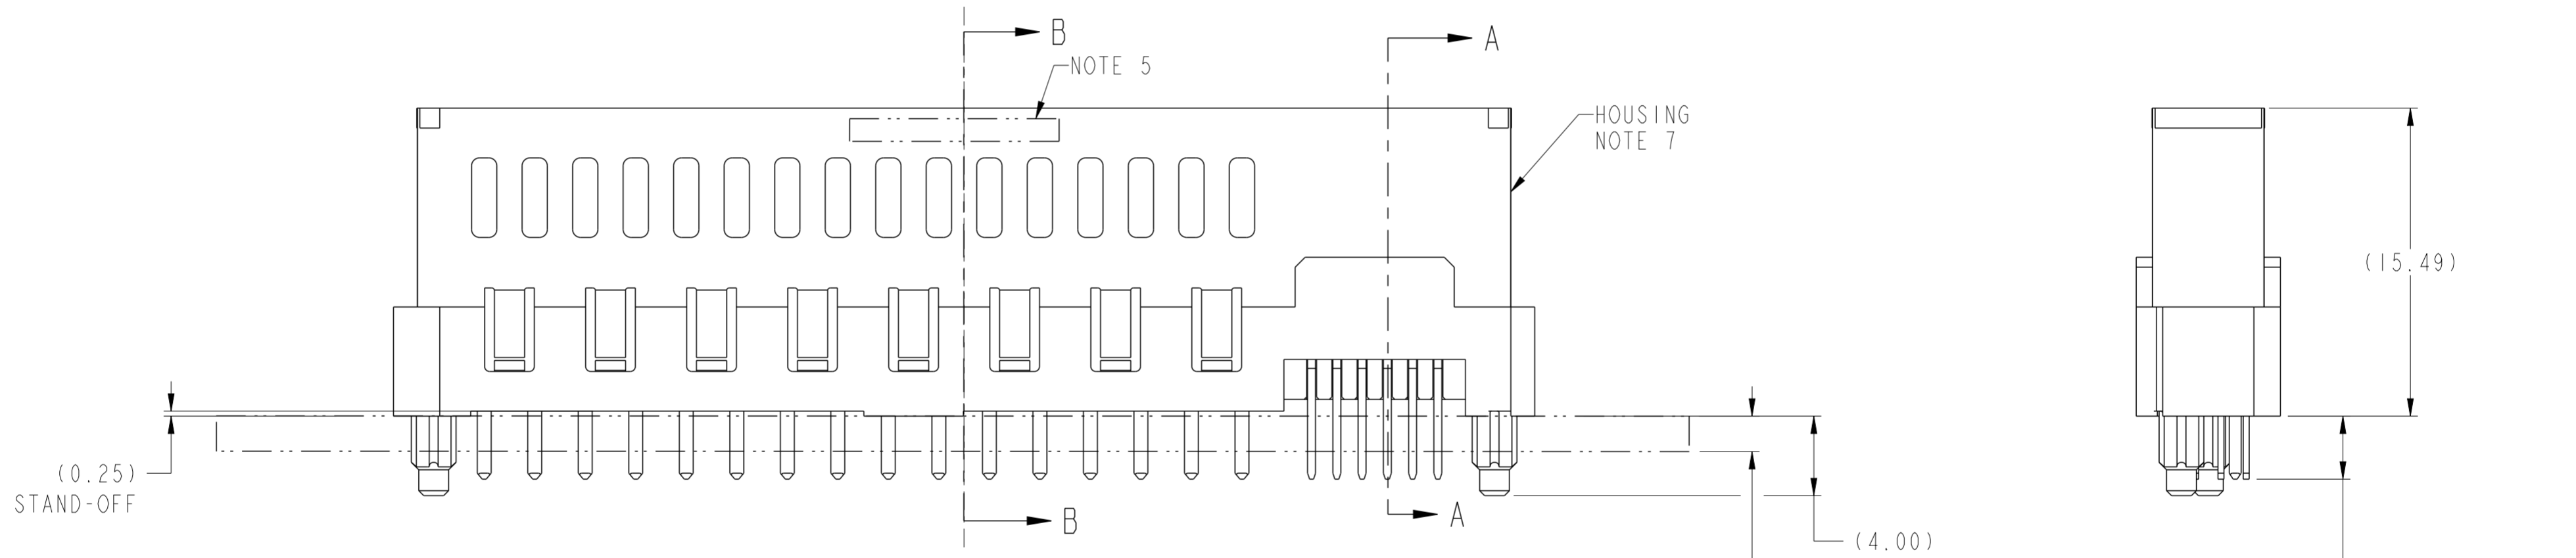 B
A
NOTE 5
HOUSING
NOTE 7
(15.49)
(0.25)
STAND-OFF
B
A
(4.00)